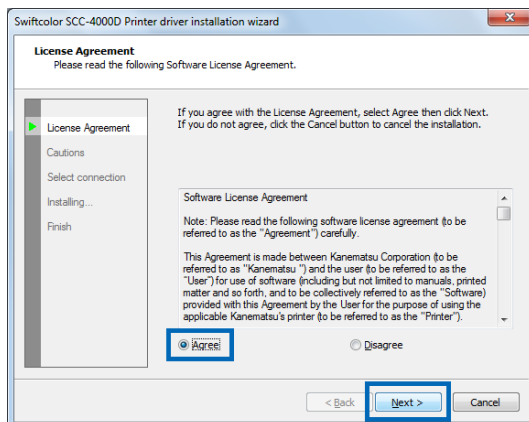 Swiftcolor SCC-4000D Printer driver installation wizard
License Agreement
Please read the following Software License Agreement.
License Agreement
Cautions
Select connection
Installing...
Finish
If you agree with the License Agreement, select Agree then click Next.
If you do not agree, click the Cancel button to cancel the installation.
Software License Agreement
Note: Please read the following software license agreement (to be
referred to as the "Agreement") carefully.
This Agreement is made between Kanematsu Corporation (to be
referred to as "Kanematsu ") and the user (to be referred to as the
"User") for use of software (including but not limited to manuals, printed
matter and so forth, and to be collectively referred to as the "Software)
provided with this Agreement by the User for the purpose of using the
applicable Kanematsu's printer (to be referred to as the "Printer").
Agree
Disagree
< Back
Next >
Cancel